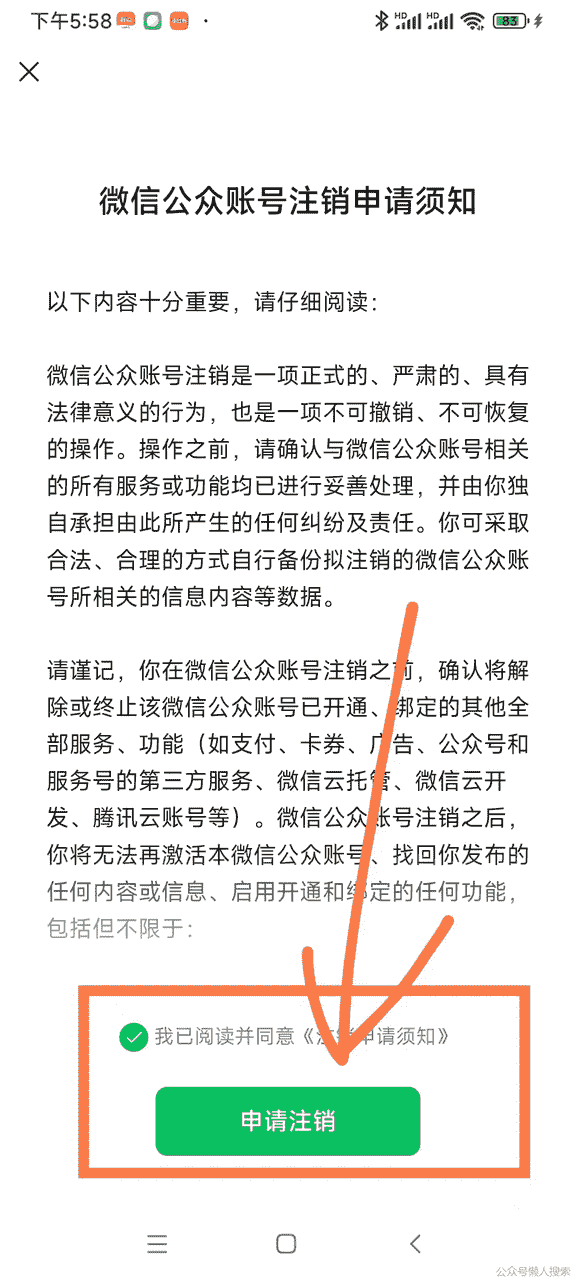 下午5:58
HD HD 83
微信公众账号注销申请须知
以下内容十分重要，请仔细阅读：
微信公众账号注销是一项正式的、严肃的、具有
法律意义的行为，也是一项不可撤销、不可恢复
的操作。操作之前，请确认与微信公众账号相关
的所有服务或功能均已进行妥善处理，并由你独
自承担由此所产生的任何纠纷及责任。你可采取
合法、合理的方式自行备份拟注销的微信公众账
号所相关的信息内容等数据。
请谨记，你在微信公众账号注销之前，确认将解
除或终止该微信公众账号已开通、绑定的其他全
部服务、功能（如支付、卡券、广告、公众号和
服务号的第三方服务、微信云托管、微信云开
发、腾讯云账号等）。微信公众账号注销之后，
你将无法再激活本微信公众账号、找回你发布的
任何内容或信息、启用开通和绑定的任何功能，
包括但不限于：
我已阅读并同意《注销申请须知》
申请注销
公众号懒人搜索